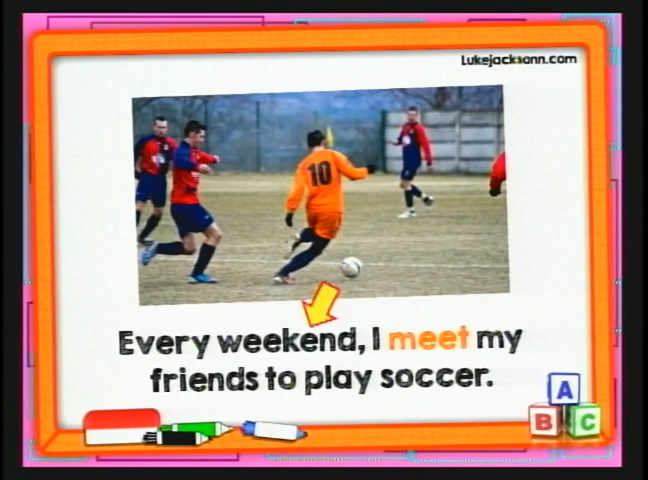 Lukejacksonn.com
10
Every weekend, I meet my
friends to play soccer.
A
B C